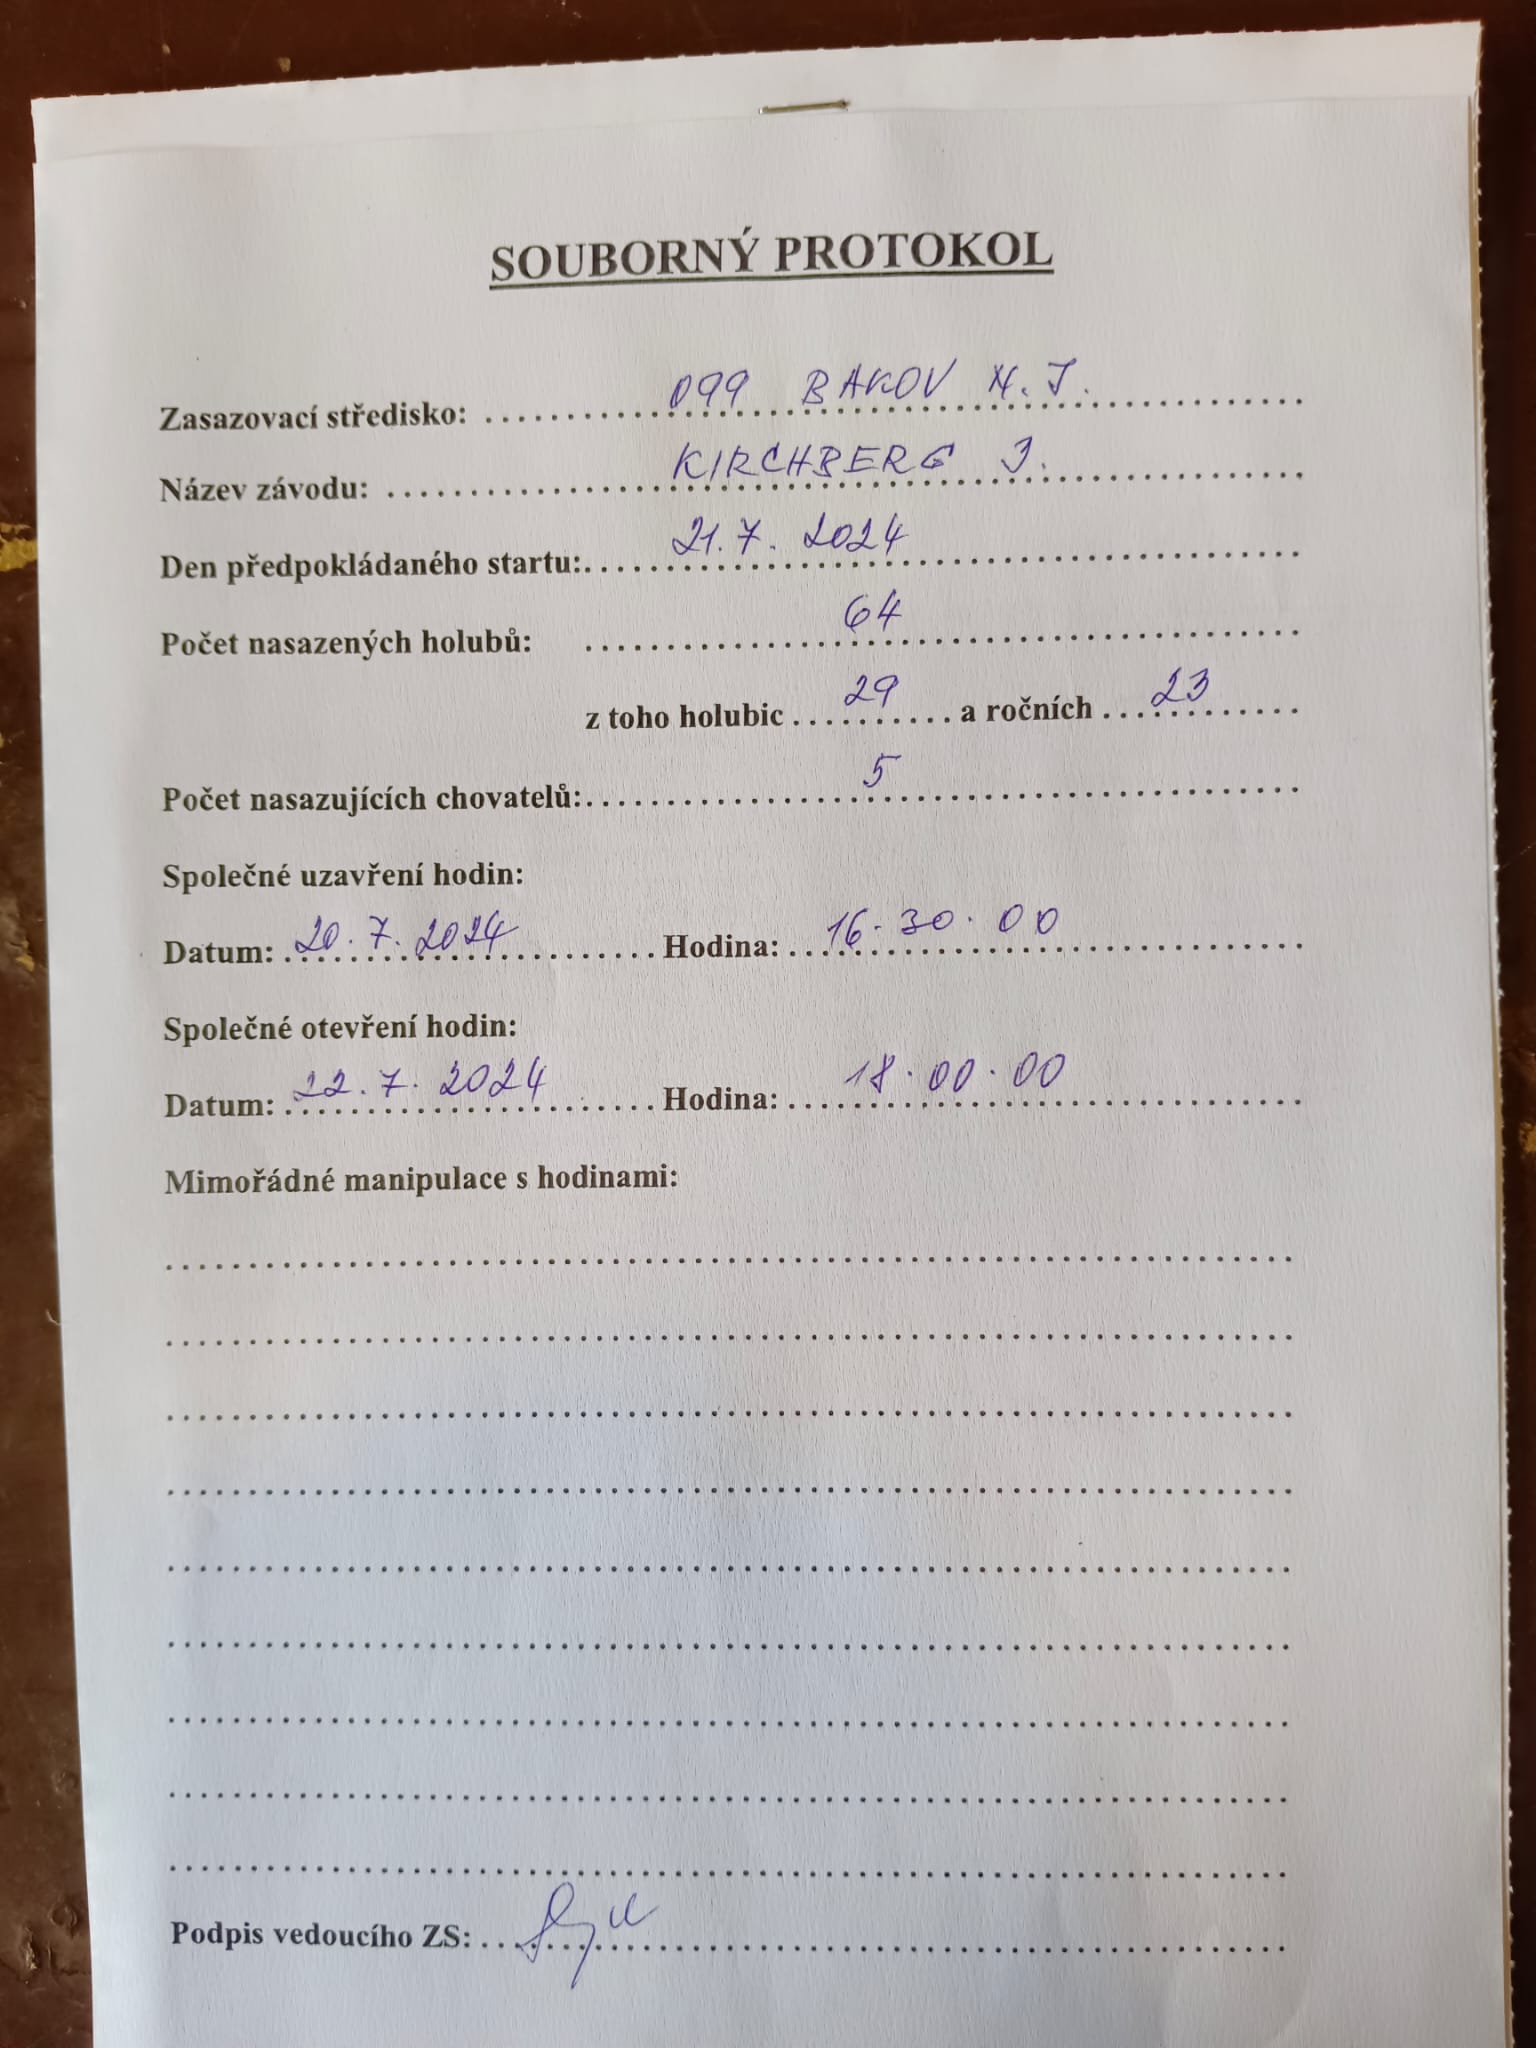 SOUBORNÝ PROTOKOL
Zasazovací středisko: 099 BAKOV N. J.
Název závodu: KIRCHBERG J.
Den předpokládaného startu: 21. 7. 2024
Počet nasazených holubů: 64
z toho holubic 29 a ročních 23
Počet nasazujících chovatelů: 5
Společné uzavření hodin:
Datum: 20. 7. 2024 Hodina: 16. 30. 00
Společné otevření hodin:
Datum: 22. 7. 2024 Hodina: 18. 00. 00
Mimořádné manipulace s hodinami:
Podpis vedoucího ZS: